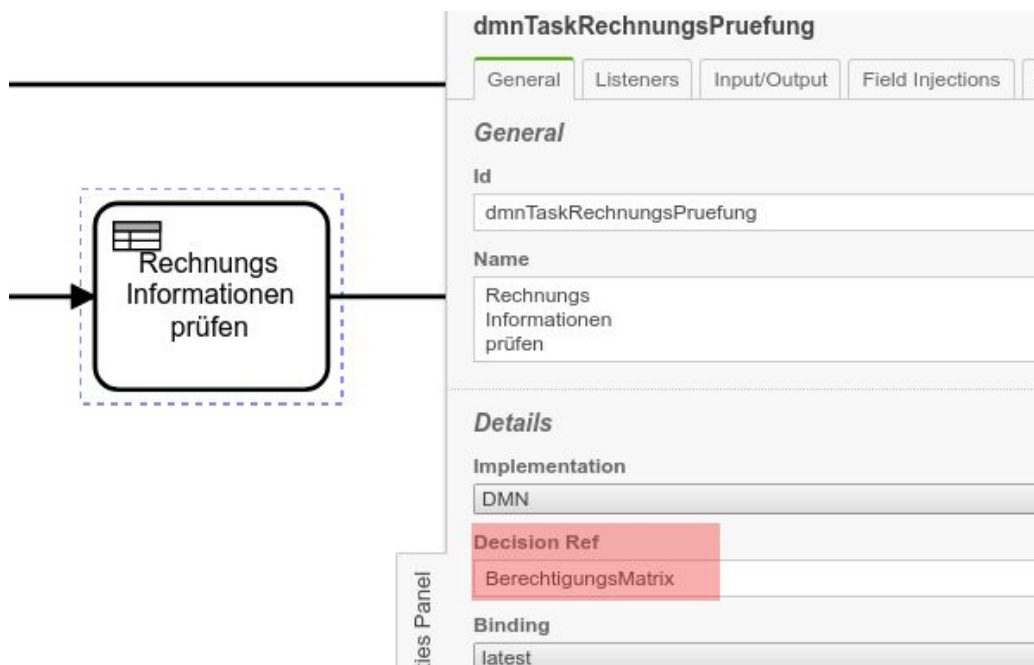 dmnTaskRechnungsPruefung
General
Listeners
Input/Output
Field Injections
General
Id
dmnTaskRechnungsPruefung
Name
Rechnungs
Informationen
prüfen
Rechnungs
Informationen
prüfen
Details
Implementation
DMN
Decision Ref
BerechtigungsMatrix
Binding
latest
ties Panel